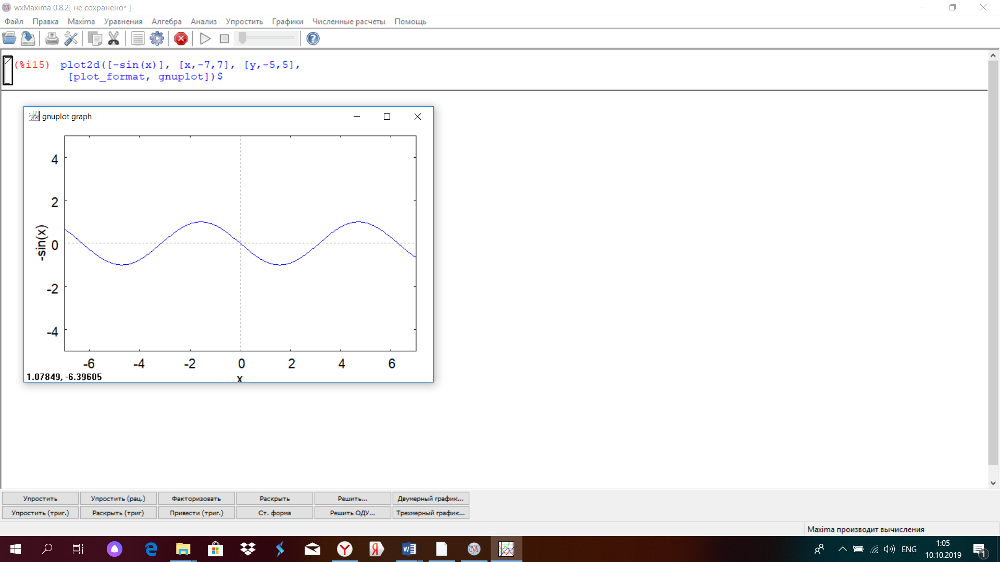 wxMaxima 0.8.2[ не сохранено* ]
Файл Правка Maxima Уравнения Алгебра Анализ Упростить Графики Численные расчеты Помощь
(%i15) plot2d([-sin(x)], [x,-7,7], [y,-5,5],
[plot_format, gnuplot])$
gnuplot graph
4
2
0
-2
-4
-sin(x)
-6 -4 -2 0 2 4 6
x
1.07849, -6.39605
Упростить Упростить (рац.) Факторизовать Раскрыть Решить... Двумерный график...
Упростить (триг.) Раскрыть (триг) Привести (триг.) Ст. форма Решить ОДУ... Трехмерный график...
Maxima производит вычисления
ENG
1:05
10.10.2019
1